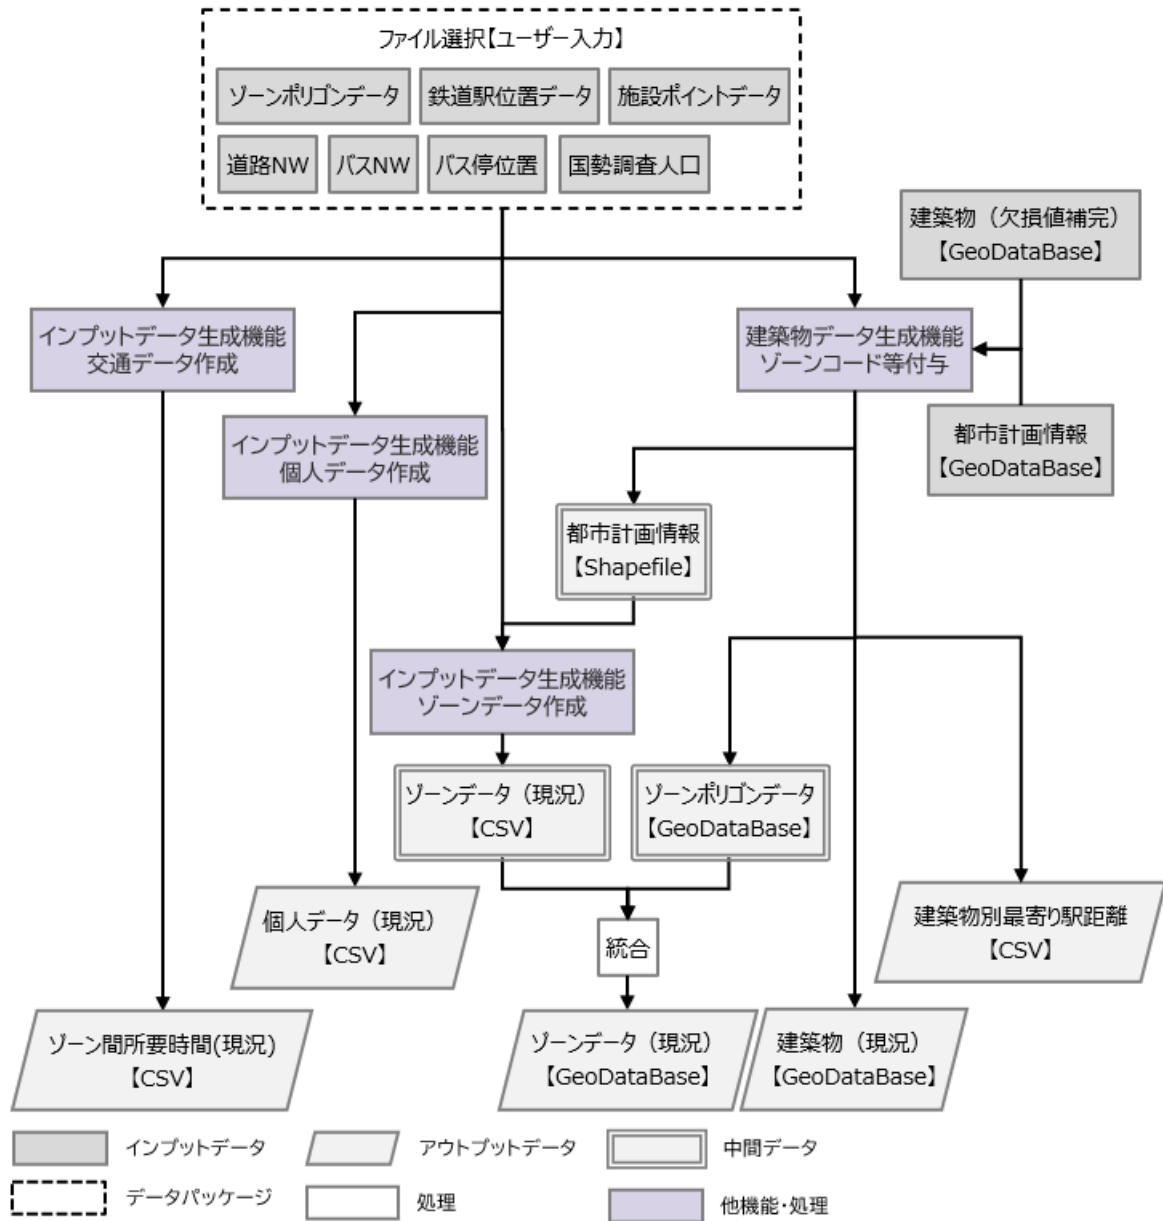 ファイル選択【ユーザー入力】
ゾーンポリゴンデータ
鉄道駅位置データ
施設ポイントデータ
道路NW
バスNW
バス停位置
国勢調査人口
建築物（欠損値補完）
【GeoDataBase】
インプットデータ生成機能
交通データ作成
建築物データ生成機能
ゾーンコード等付与
都市計画情報
【GeoDataBase】
インプットデータ生成機能
個人データ作成
都市計画情報
【Shapefile】
インプットデータ生成機能
ゾーンデータ作成
ゾーンデータ（現況）
【CSV】
ゾーンポリゴンデータ
【GeoDataBase】
個人データ（現況）
【CSV】
建築物別最寄り駅距離
【CSV】
統合
ゾーン間所要時間(現況)
【CSV】
ゾーンデータ（現況）
【GeoDataBase】
建築物（現況）
【GeoDataBase】
インプットデータ
アウトプットデータ
中間データ
データパッケージ
処理
他機能・処理